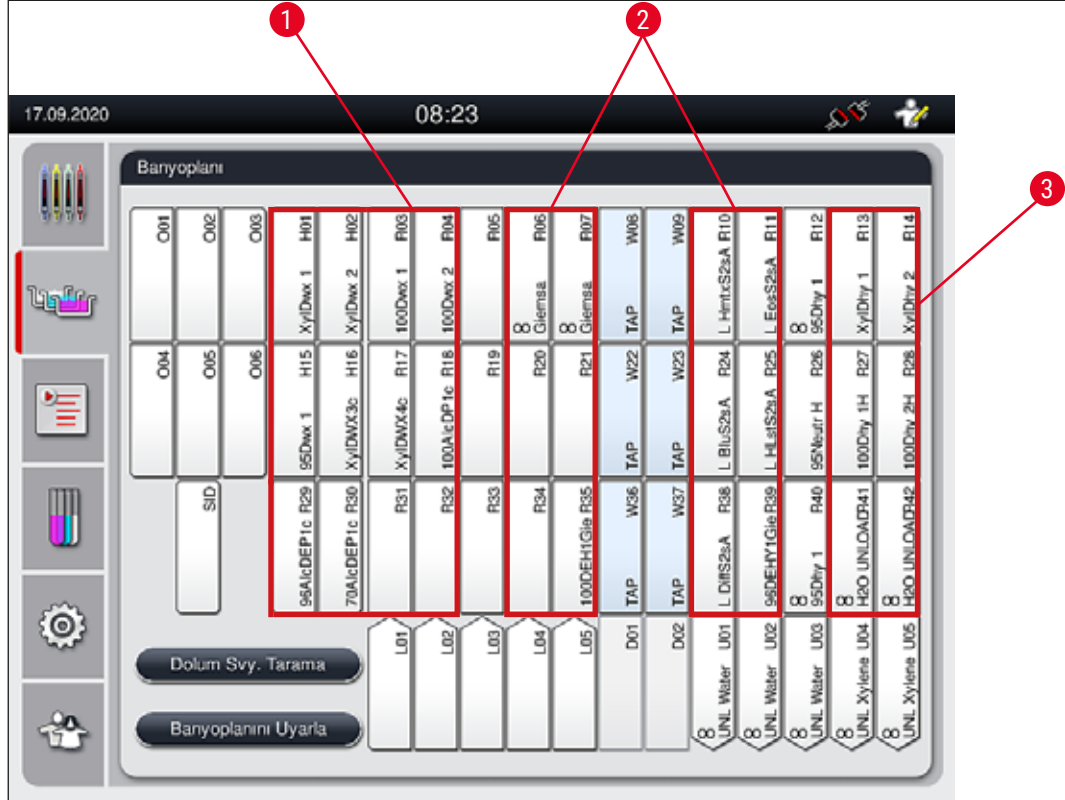 1
2
3
17.09.2020
08:23
Banyoplanı
O01
O02
O03
XylDwx 1 H01
XylDwx 2 H02
100Dwx 1 R03
100Dwx 2 R04
R05
∞ Giemsa R06
∞ Giemsa R07
TAP W08
TAP W09
L HmtxS2sA R10
L EosS2sA R11
∞ 95Dhy 1 R12
XylDhy 1 R13
XylDhy 2 R14
O04
O05
O06
95Dwx 1 H15
XylDWX3c H16
XylDWX4c R17
100AlcDP1c R18
R19
R20
R21
TAP W22
TAP W23
L BluS2sA R24
L HLstS2sA R25
95Neutr H R26
100Dhy 1H R27
100Dhy 2H R28
SID
96AlcDEP1c R29
70AlcDEP1c R30
R31
R32
R33
R34
100DEH1Gie R35
TAP W36
TAP W37
L DiffS2sA R38
96DEHY1Gie R39
∞ 95Dhy 1 R40
∞ H2O UNLOAD R41
∞ H2O UNLOAD R42
L01
L02
L03
L04
L05
D01
D02
∞ UNL Water U01
∞ UNL Water U02
∞ UNL Water U03
∞ UNL Xylene U04
∞ UNL Xylene U05
Dolum Svy. Tarama
Banyoplanını Uyarla